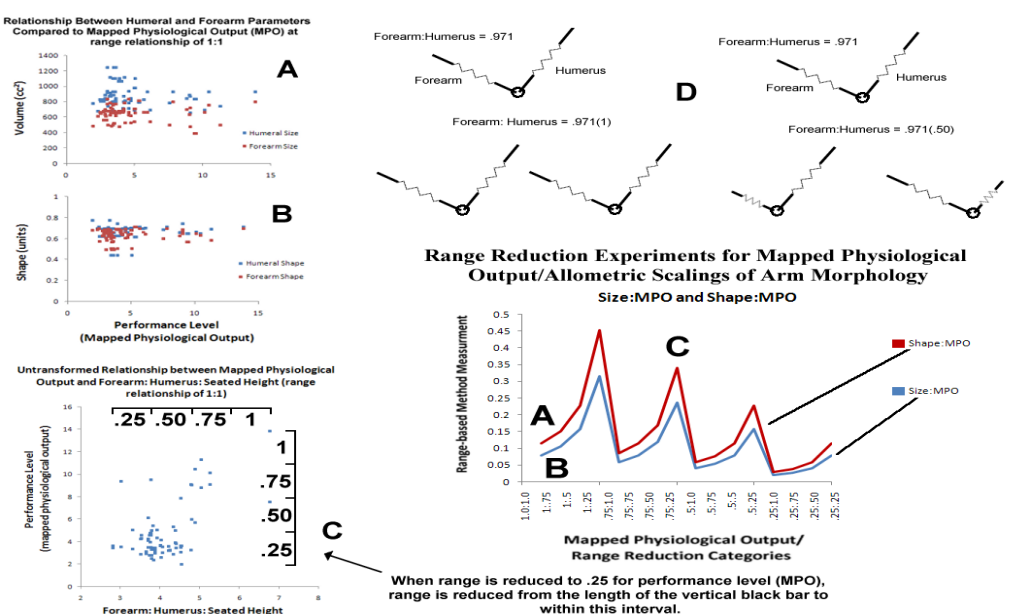 Relationship Between Humeral and Forearm Parameters
Compared to Mapped Physiological Output (MPO) at
range relationship of 1:1
1400
1200
1000
800
600
400
200
0
Volume (cc²)
A
Humeral Size
Forearm Size
0
5
10
15
1
0.8
0.6
0.4
0.2
0
Shape (units)
B
Humeral Shape
Forearm Shape
0
5
10
15
Performance Level
(Mapped Physiological Output)
Untransformed Relationship between Mapped Physiological
Output and Forearm: Humerus: Seated Height (range
relationship of 1:1)
16
14
12
10
8
6
4
2
0
Performance Level
(mapped physiological output)
.25 .50 .75 1
1
.75
.50
.25
2
3
4
5
6
7
8
Forearm: Humerus: Seated Height
C
When range is reduced to .25 for performance level (MPO),
range is reduced from the length of the vertical black bar to
within this interval.
Forearm:Humerus = .971
Forearm
Humerus
Forearm: Humerus = .971(1)
D
Forearm:Humerus = .971
Forearm
Humerus
Forearm:Humerus = .971(.50)
Range Reduction Experiments for Mapped Physiological
Output/Allometric Scalings of Arm Morphology
Size:MPO and Shape:MPO
0.5
0.45
0.4
0.35
0.3
0.25
0.2
0.15
0.1
0.05
0
Range-based Method Measurment
A
B
C
Shape:MPO
Size:MPO
1.0:1.0
1:.75
1:.5
1:.25
.75:1.0
.75:.75
.75:.50
.75:.25
.5:1.0
.5:.75
.5:.5
.5:.25
.25:1.0
.25:.75
.25:.50
.25:.25
Mapped Physiological Output/
Range Reduction Categories